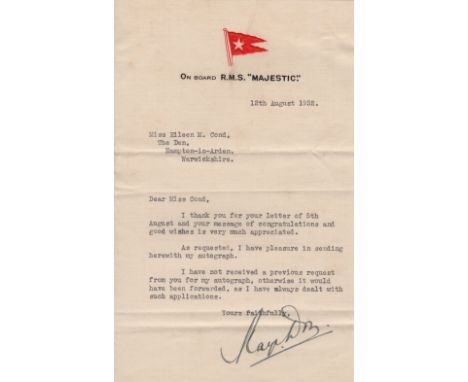 ON BOARD R.M.S. "MAJESTIC."
12th August 1932.
Miss Eileen M. Cond,
The Den,
Hampton-in-Arden.
Warwickshire.
Dear Miss Cond,
I thank you for your letter of 5th
August and your message of congratulations and
good wishes is very much appreciated.
As requested, I have pleasure in sending
herewith my autograph.
I have not received a previous request
from you for my autograph, otherwise it would
have been forwarded, as I have always dealt with
such applications.
Yours faithfully,
Kaye Don.